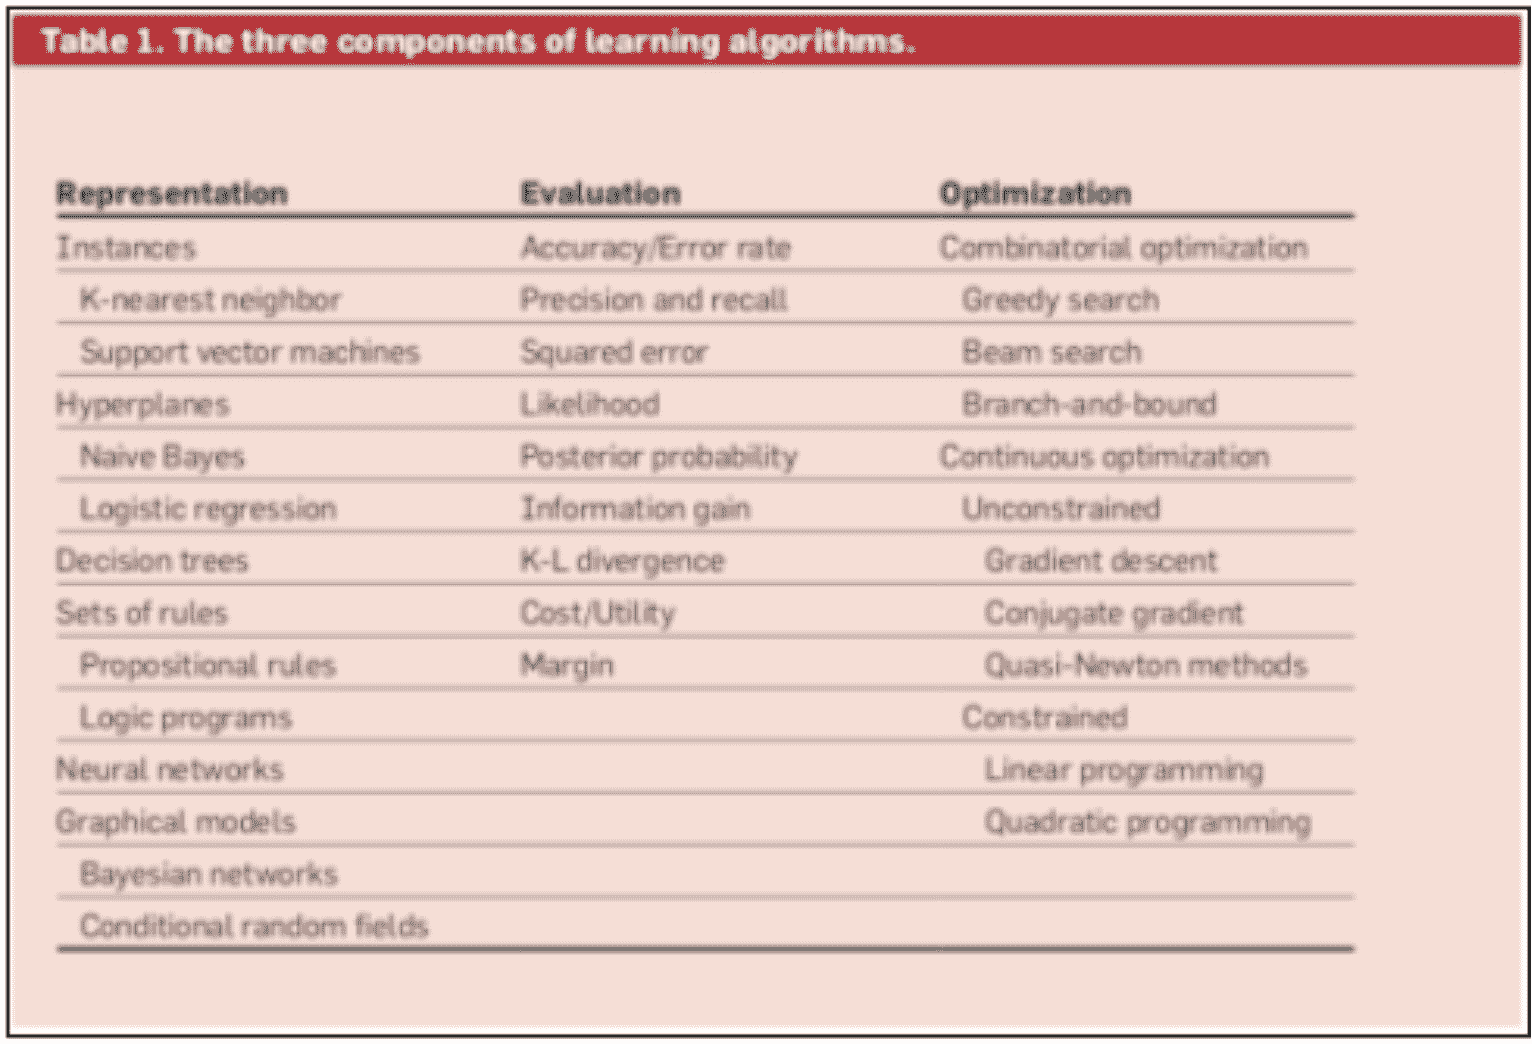 Table 1. The three components of learning algorithms.
Representation Evaluation Optimization
Instances Accuracy/Error rate Combinatorial optimization
K-nearest neighbor Precision and recall Greedy search
Support vector machines Squared error Beam search
Hyperplanes Likelihood Branch-and-bound
Naive Bayes Posterior probability Continuous optimization
Logistic regression Information gain Unconstrained
Decision trees K-L divergence Gradient descent
Sets of rules Cost/Utility Conjugate gradient
Propositional rules Margin Quasi-Newton methods
Logic programs Constrained
Neural networks Linear programming
Graphical models Quadratic programming
Bayesian networks
Conditional random fields